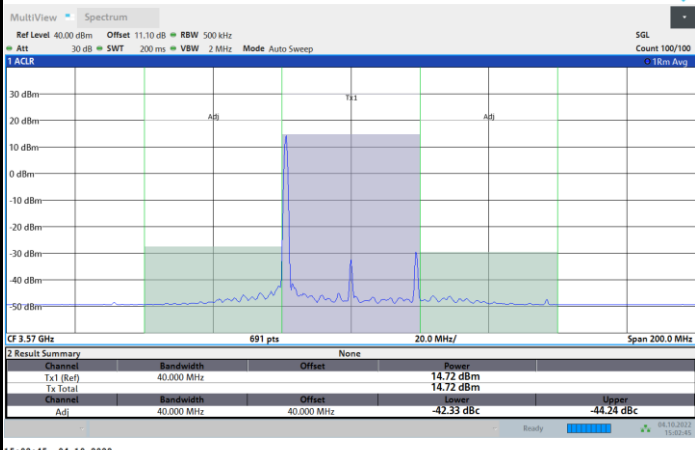 MultiView Spectrum
Ref Level 40.00 dBm Offset 11.10 dB RBW 500 kHz SGL
Att 30 dB SWT 200 ms VBW 2 MHz Mode Auto Sweep Count 100/100
1 ACLR 1Rm Avg
30 dBm
Tx1
20 dBm Adj Adj
10 dBm
0 dBm
-10 dBm
-20 dBm
-30 dBm
-40 dBm
-50 dBm
CF 3.57 GHz 691 pts 20.0 MHz/ Span 200.0 MHz
2 Result Summary None
Channel Bandwidth Offset Power
Tx1 (Ref) 40.000 MHz 14.72 dBm
Tx Total 14.72 dBm
Channel Bandwidth Offset Lower Upper
Adj 40.000 MHz 40.000 MHz -42.33 dBc -44.24 dBc
Ready 04.10.2022
15:02:45